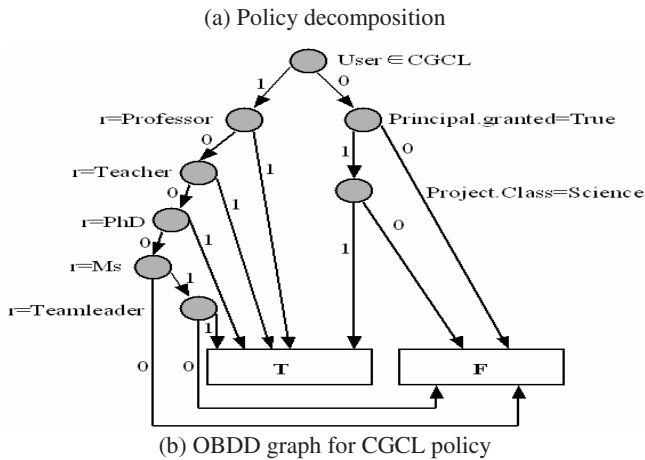 (a) Policy decomposition
User ∈ CGCL
1 0
r=Professor
Principal.granted=True
0 1 1 0
r=Teacher
Project.Class=Science
0 1 0
r=PhD
0 1 1
r=Ms
1
r=Teamleader
1
0 0
T F
(b) OBDD graph for CGCL policy